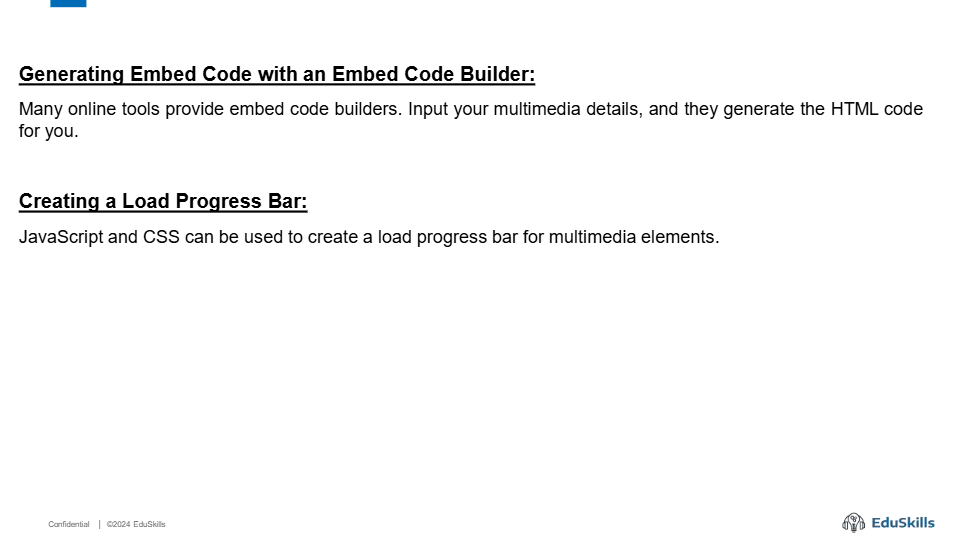 Generating Embed Code with an Embed Code Builder:
Many online tools provide embed code builders. Input your multimedia details, and they generate the HTML code
for you.
Creating a Load Progress Bar:
JavaScript and CSS can be used to create a load progress bar for multimedia elements.
Confidential | ©2024 EduSkills
EduSkills